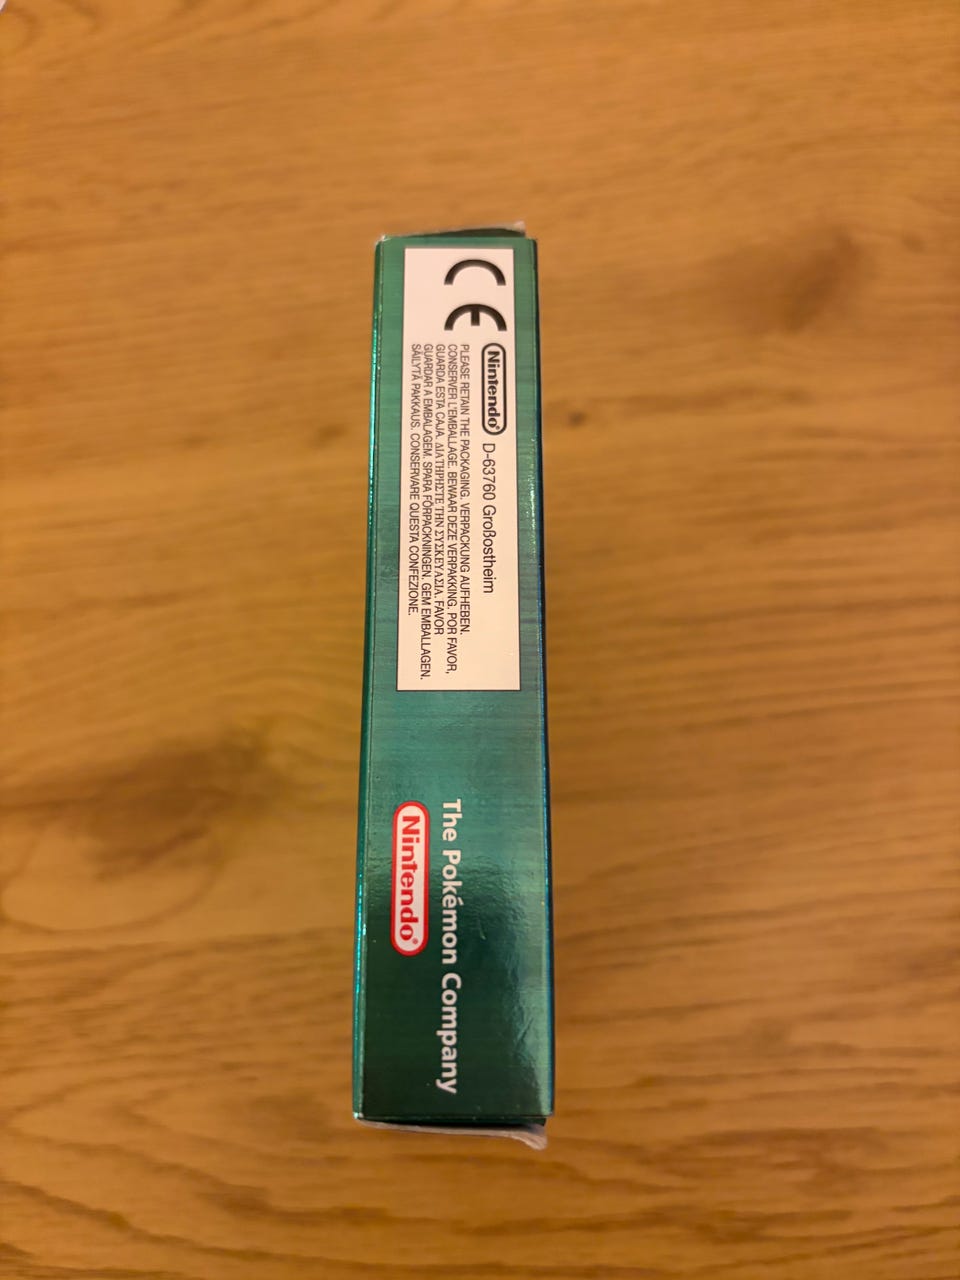 CE
Nintendo® D-63760 Großostheim
PLEASE RETAIN THE PACKAGING. VERPACKUNG AUFHEBEN.
CONSERVER L'EMBALLAGE. BEWAAR DEZE VERPAKKING. POR FAVOR,
GUARDA ESTA CAJA. ΔΙΑΤΗΡΗΣΤΕ ΤΗΝ ΣΥΣΚΕΥΑΣΙΑ. FAVOR
GUARDAR A EMBALAGEM. SPARA FÖRPACKNINGEN. GEM EMBALLAGEN.
SÄILYTÄ PAKKAUS. CONSERVARE QUESTA CONFEZIONE.
The Pokémon Company
Nintendo®